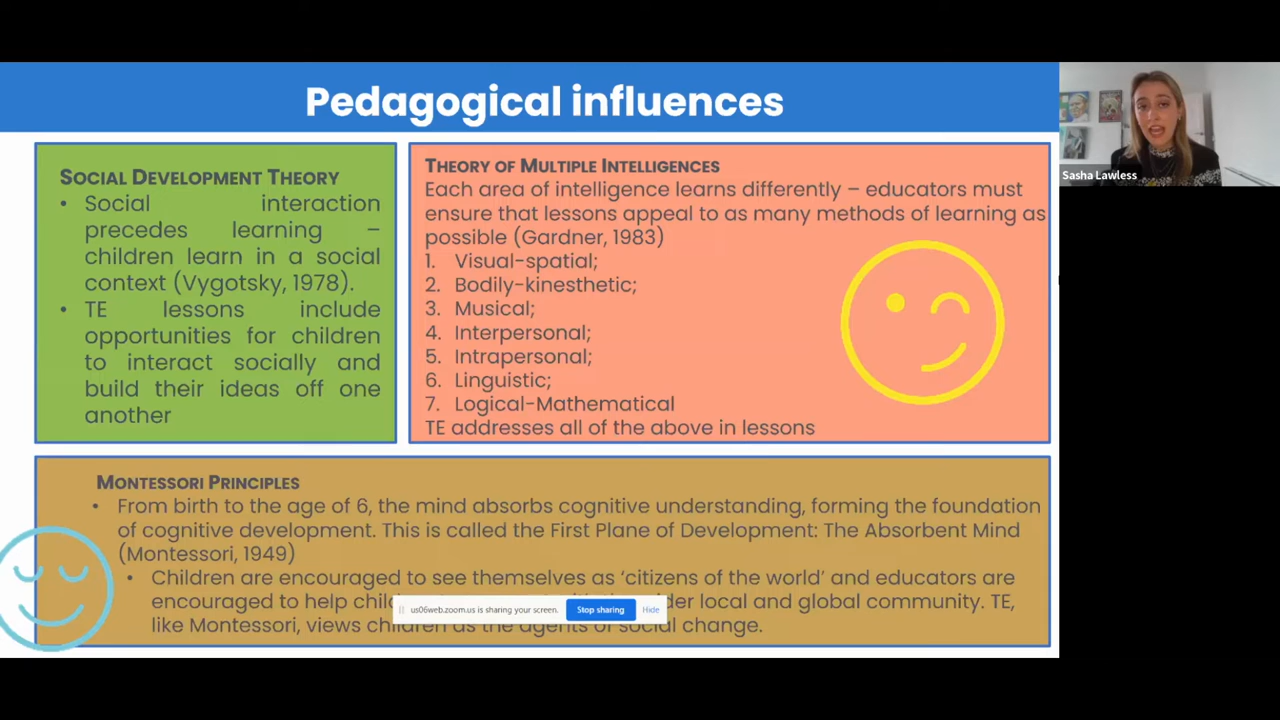 Pedagogical influences
SOCIAL DEVELOPMENT THEORY
• Social interaction
precedes learning –
children learn in a social
context (Vygotsky, 1978).
• TE lessons include
opportunities for children
to interact socially and
build their ideas off one
another
THEORY OF MULTIPLE INTELLIGENCES
Each area of intelligence learns differently – educators must
ensure that lessons appeal to as many methods of learning as
possible (Gardner, 1983)
1. Visual-spatial;
2. Bodily-kinesthetic;
3. Musical;
4. Interpersonal;
5. Intrapersonal;
6. Linguistic;
7. Logical-Mathematical
TE addresses all of the above in lessons
MONTESSORI PRINCIPLES
• From birth to the age of 6, the mind absorbs cognitive understanding, forming the foundation
of cognitive development. This is called the First Plane of Development: The Absorbent Mind
(Montessori, 1949)
• Children are encouraged to see themselves as ‘citizens of the world’ and educators are
encouraged to help local and global community. TE,
like Montessori, views children as the agents of social change.
us06web.zoom.us is sharing your screen. Stop sharing Hide
Sasha Lawless